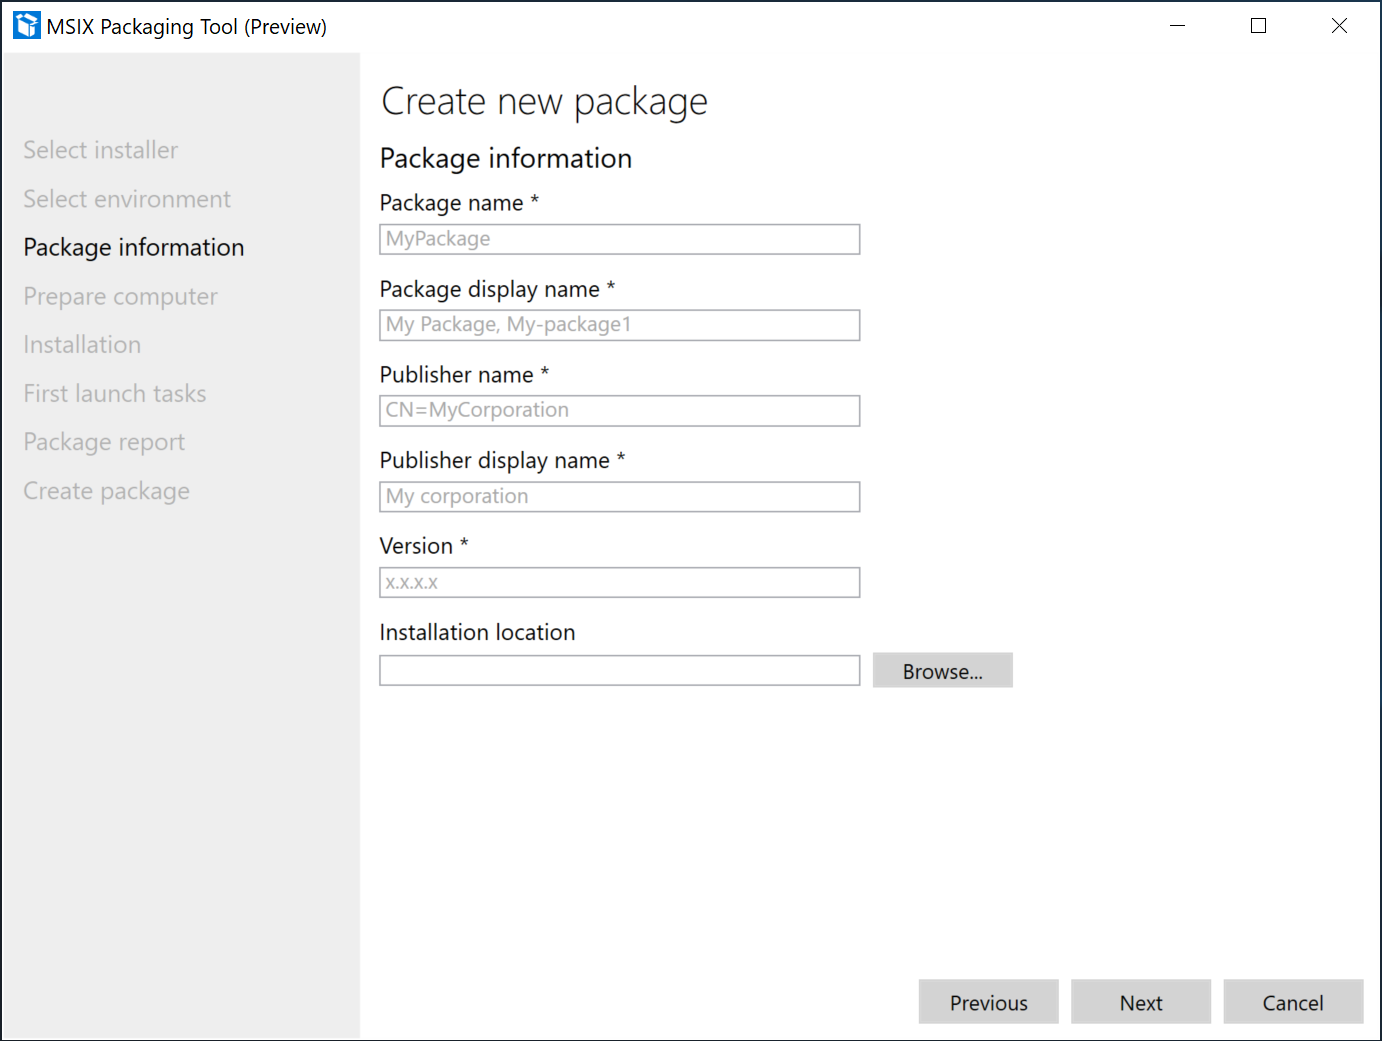 MSIX Packaging Tool (Preview)
Select installer
Select environment
Package information
Prepare computer
Installation
First launch tasks
Package report
Create package
Create new package
Package information
Package name *
MyPackage
Package display name *
My Package, My-package1
Publisher name *
CN=MyCorporation
Publisher display name *
My corporation
Version *
x.x.x.x
Installation location
Browse...
Previous
Next
Cancel